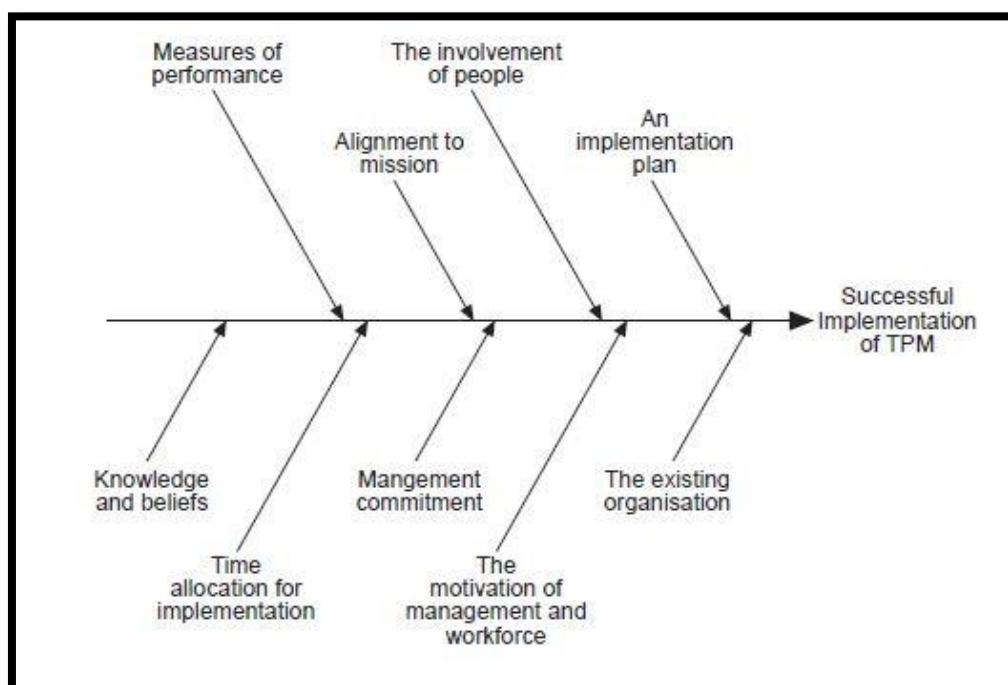 Measures of
performance
The involvement
of people
An
implementation
plan
Alignment to
mission
Successful
Implementation
of TPM
Knowledge
and beliefs
Mangement
commitment
The existing
organisation
Time
allocation for
implementation
The
motivation of
management and
workforce